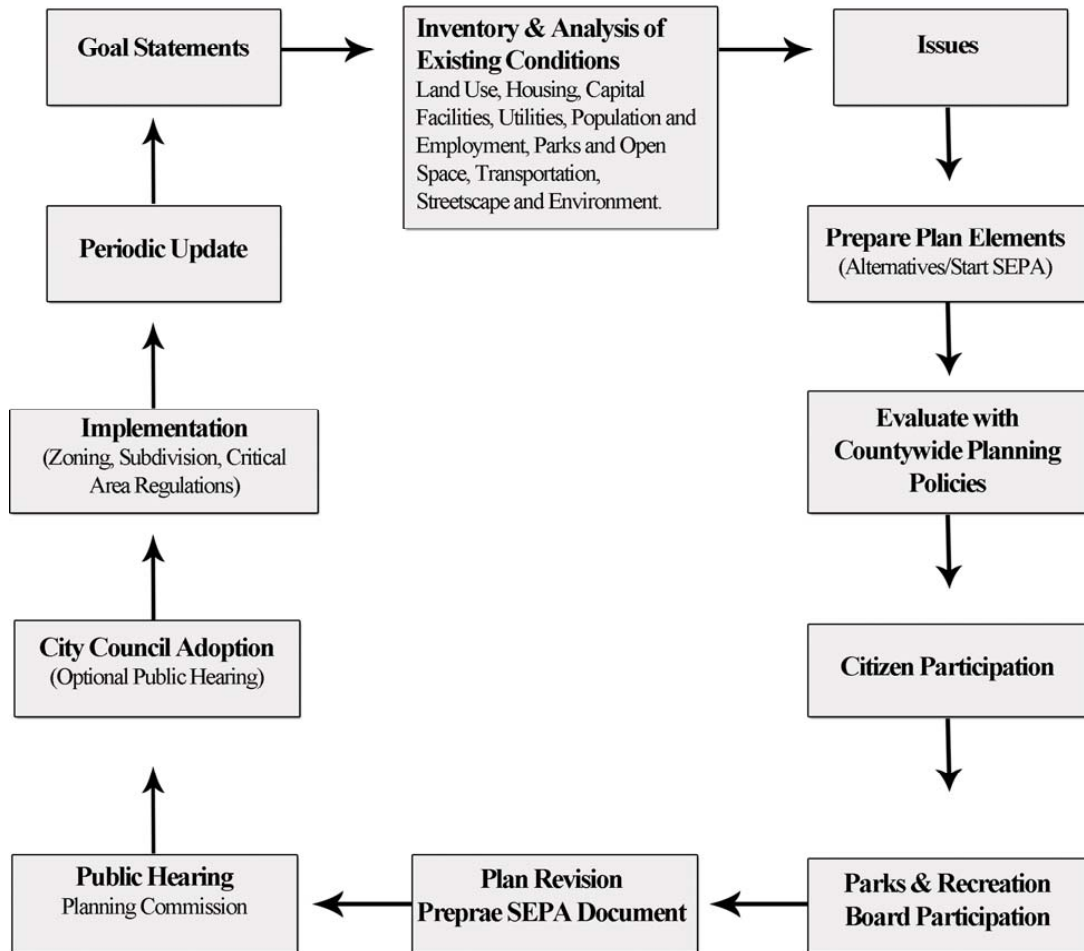 Goal Statements
Inventory & Analysis of
Existing Conditions
Land Use, Housing, Capital
Facilities, Utilities, Population and
Employment, Parks and Open
Space, Transportation,
Streetscape and Environment.
Issues
Prepare Plan Elements
(Alternatives/Start SEPA)
Evaluate with
Countywide Planning
Policies
Citizen Participation
Parks & Recreation
Board Participation
Plan Revision
Preprae SEPA Document
Public Hearing
Planning Commission
City Council Adoption
(Optional Public Hearing)
Implementation
(Zoning, Subdivision, Critical
Area Regulations)
Periodic Update